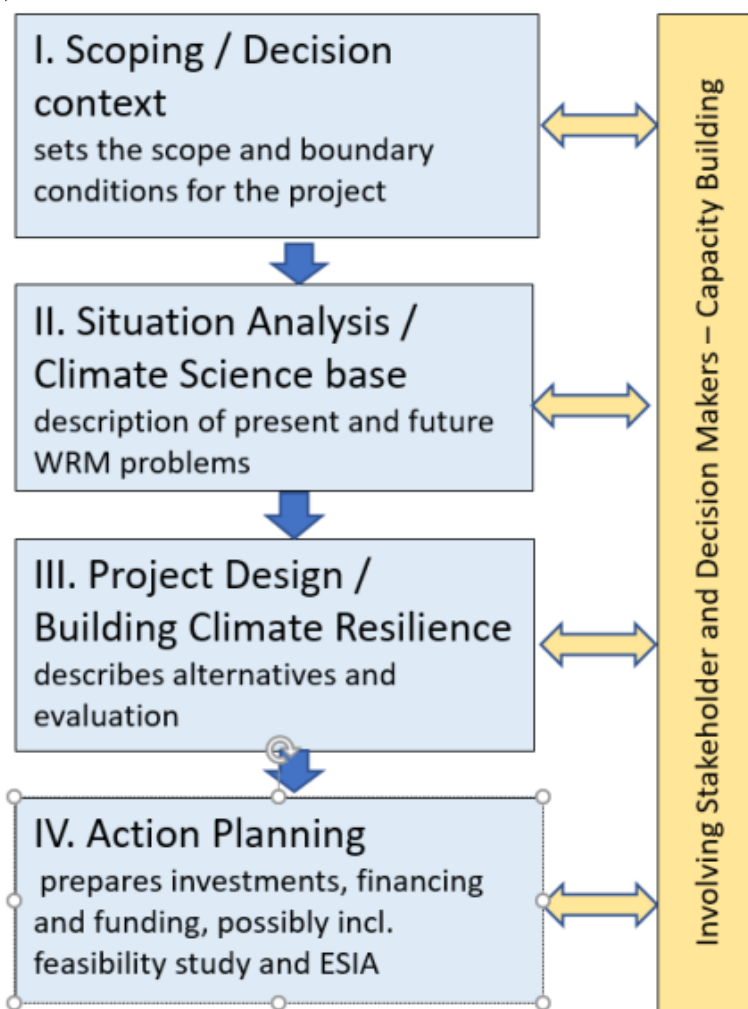 I. Scoping / Decision
context
sets the scope and boundary
conditions for the project
II. Situation Analysis /
Climate Science base
description of present and future
WRM problems
III. Project Design /
Building Climate Resilience
describes alternatives and
evaluation
IV. Action Planning
prepares investments, financing
and funding, possibly incl.
feasibility study and ESIA
Involving Stakeholder and Decision Makers – Capacity Building